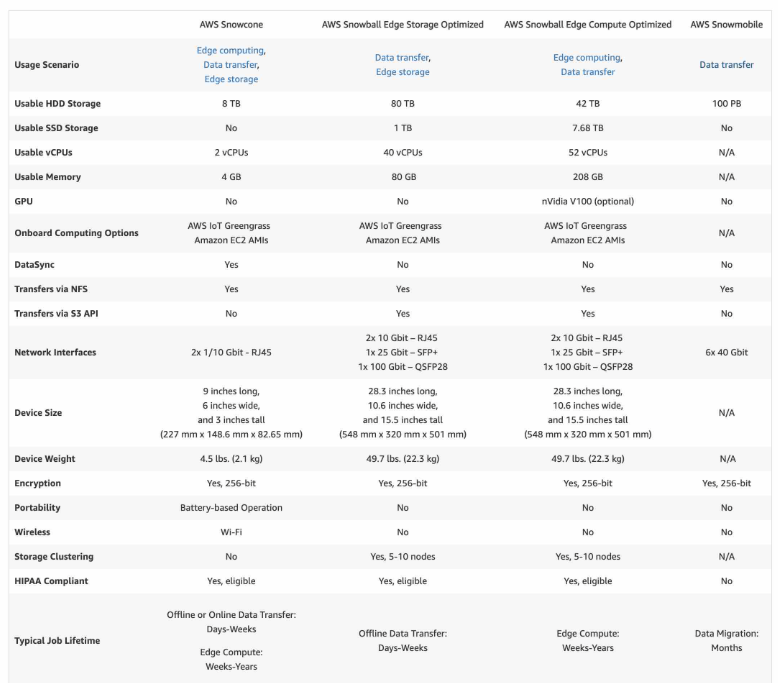 AWS Snowcone AWS Snowball Edge Storage Optimized AWS Snowball Edge Compute Optimized AWS Snowmobile
Usage Scenario
Edge computing,
Data transfer,
Edge storage
Data transfer,
Edge storage
Edge computing,
Data transfer
Data transfer
Usable HDD Storage 8 TB 80 TB 42 TB 100 PB
Usable SSD Storage No 1 TB 7.68 TB No
Usable vCPUs 2 vCPUs 40 vCPUs 52 vCPUs N/A
Usable Memory 4 GB 80 GB 208 GB N/A
GPU No No nVidia V100 (optional) No
Onboard Computing Options
AWS IoT Greengrass
Amazon EC2 AMIs
AWS IoT Greengrass
Amazon EC2 AMIs
AWS IoT Greengrass
Amazon EC2 AMIs
N/A
DataSync Yes No No No
Transfers via NFS Yes Yes Yes Yes
Transfers via S3 API No Yes Yes No
Network Interfaces
2x 1/10 Gbit - RJ45
2x 10 Gbit – RJ45
1x 25 Gbit – SFP+
1x 100 Gbit – QSFP28
2x 10 Gbit – RJ45
1x 25 Gbit – SFP+
1x 100 Gbit – QSFP28
6x 40 Gbit
Device Size
9 inches long,
6 inches wide,
and 3 inches tall
(227 mm x 148.6 mm x 82.65 mm)
28.3 inches long,
10.6 inches wide,
and 15.5 inches tall
(548 mm x 320 mm x 501 mm)
28.3 inches long,
10.6 inches wide,
and 15.5 inches tall
(548 mm x 320 mm x 501 mm)
N/A
Device Weight 4.5 lbs. (2.1 kg) 49.7 lbs. (22.3 kg) 49.7 lbs. (22.3 kg) N/A
Encryption Yes, 256-bit Yes, 256-bit Yes, 256-bit Yes, 256-bit
Portability Battery-based Operation No No No
Wireless Wi-Fi No No No
Storage Clustering No Yes, 5-10 nodes Yes, 5-10 nodes N/A
HIPAA Compliant Yes, eligible Yes, eligible Yes, eligible No
Typical Job Lifetime
Offline or Online Data Transfer:
Days-Weeks
Edge Compute:
Weeks-Years
Offline Data Transfer:
Days-Weeks
Edge Compute:
Weeks-Years
Data Migration:
Months